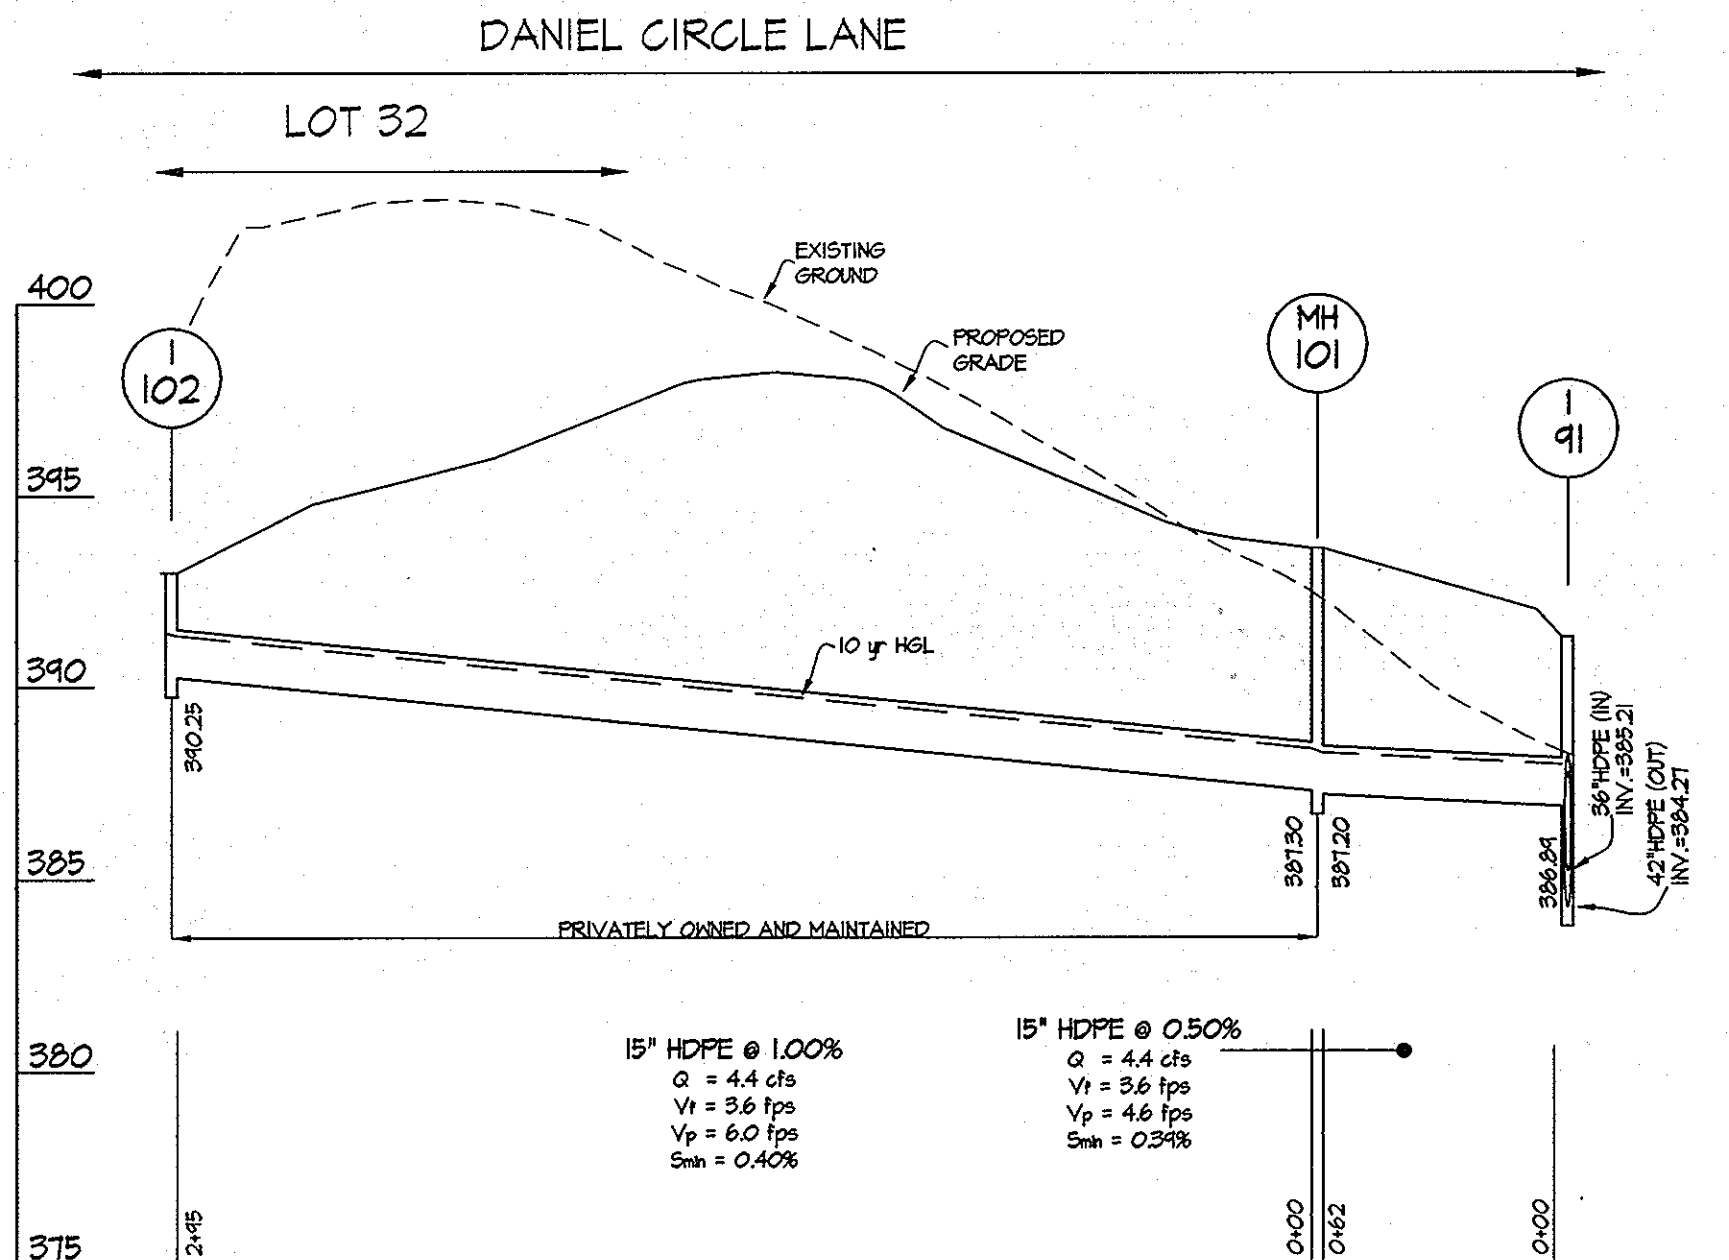 DANIEL CIRCLE LANE
LOT 32
EXISTING
GROUND
400
MH
101
PROPOSED
GRADE
I
102
I
91
395
10 yr HGL
390
390.25
36"HDPE (IN)
INV.=385.21
42"HDPE (OUT)
INV.=384.27
387.30
387.20
386.89
385
PRIVATELY OWNED AND MAINTAINED
15" HDPE @ 1.00%
Q = 4.4 cfs
Vf = 3.6 fps
Vp = 6.0 fps
Smin = 0.40%
15" HDPE @ 0.50%
Q = 4.4 cfs
Vf = 3.6 fps
Vp = 4.6 fps
Smin = 0.39%
380
2+95
0+00
0+62
0+00
375